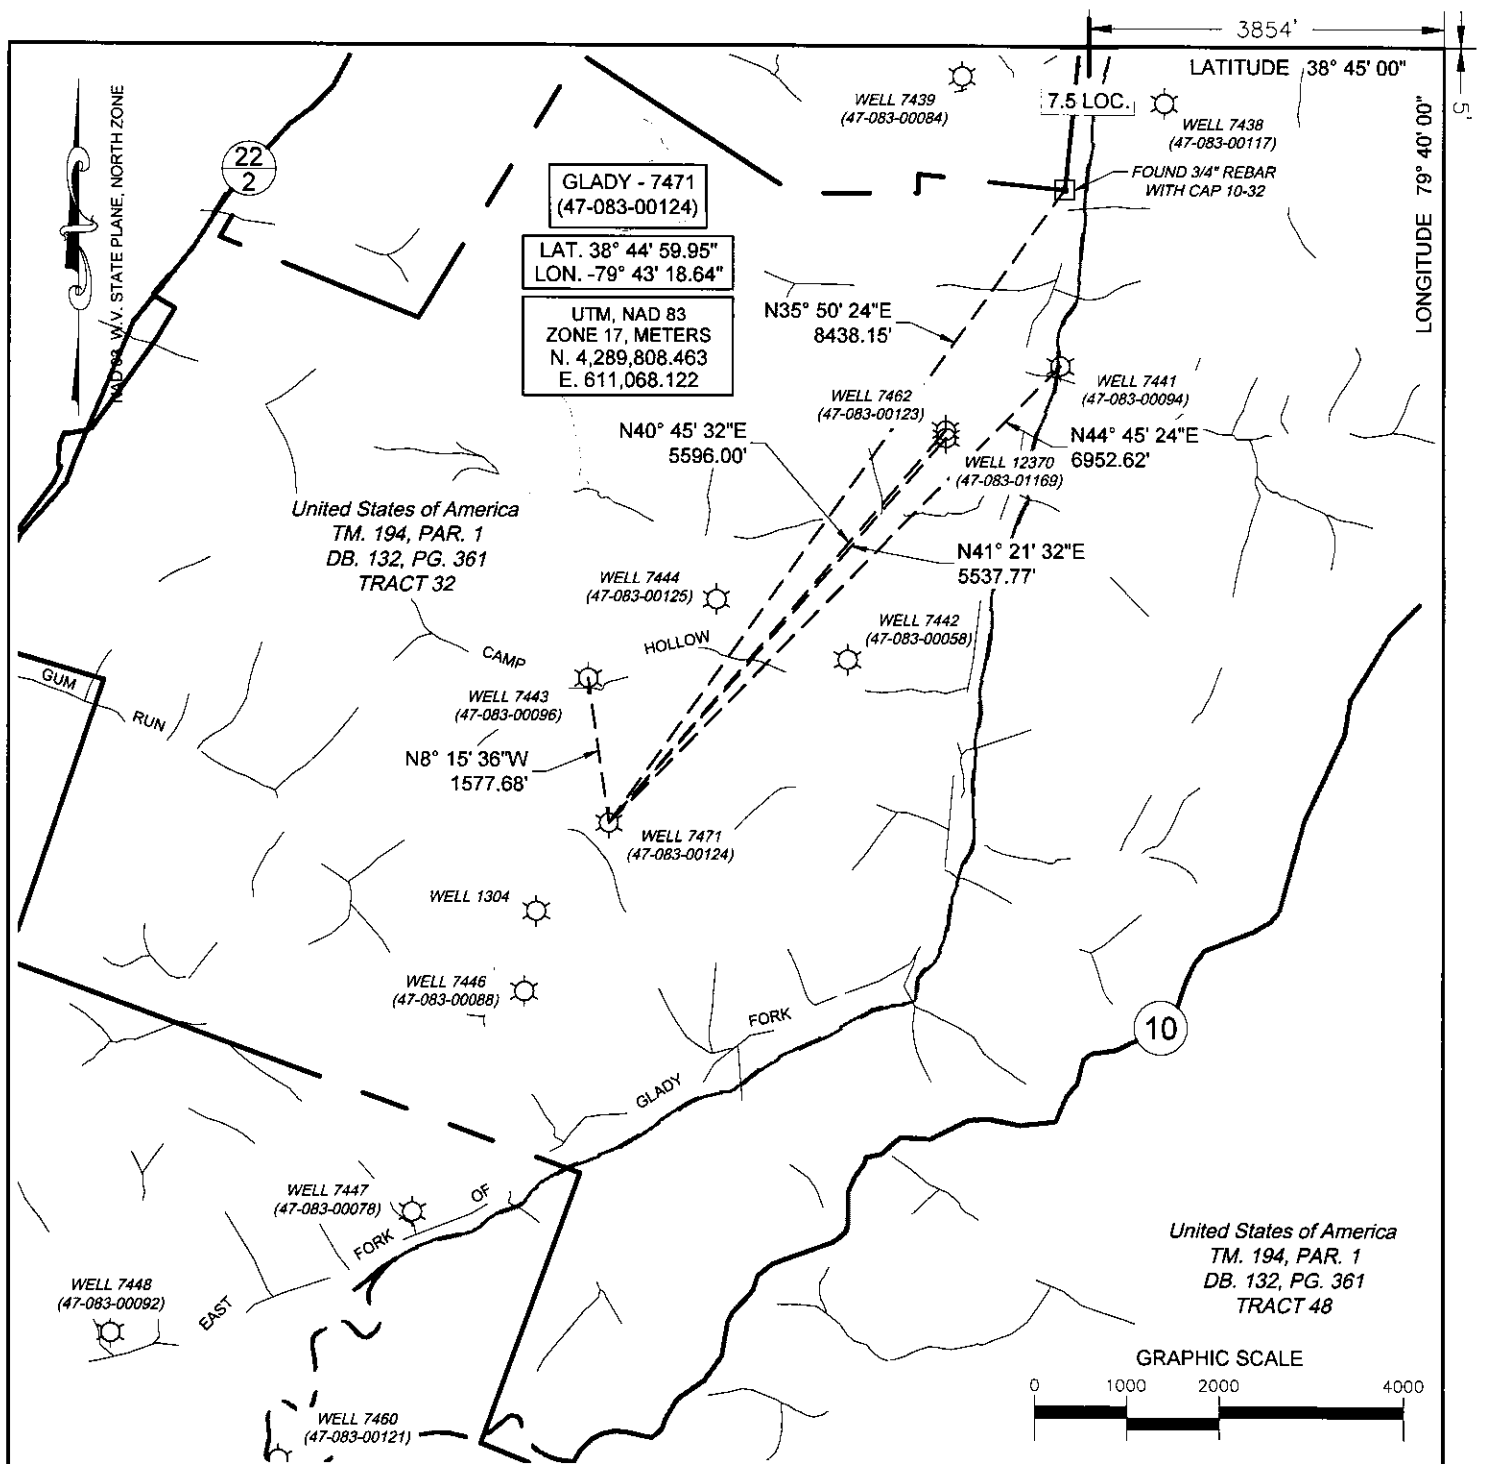 3854'
LATITUDE 38° 45' 00"
5'
LONGITUDE 79° 40' 00"
NAD 83 W.V. STATE PLANE, NORTH ZONE
22
2
WELL 7439
(47-083-00084)
7.5 LOC.
WELL 7438
(47-083-00117)
FOUND 3/4" REBAR
WITH CAP 10-32
GLADY - 7471
(47-083-00124)
LAT. 38° 44' 59.95"
LON. -79° 43' 18.64"
UTM, NAD 83
ZONE 17, METERS
N. 4,289,808.463
E. 611,068.122
N35° 50' 24"E
8438.15'
WELL 7441
(47-083-00094)
WELL 7462
(47-083-00123)
N40° 45' 32"E
5596.00'
N44° 45' 24"E
6952.62'
WELL 12370
(47-083-01169)
United States of America
TM. 194, PAR. 1
DB. 132, PG. 361
TRACT 32
N41° 21' 32"E
5537.77'
WELL 7444
(47-083-00125)
WELL 7442
(47-083-00058)
CAMP
HOLLOW
GUM
RUN
WELL 7443
(47-083-00096)
N8° 15' 36"W
1577.68'
WELL 7471
(47-083-00124)
WELL 1304
WELL 7446
(47-083-00088)
FORK
10
GLADY
WELL 7447
(47-083-00078)
OF
FORK
EAST
WELL 7448
(47-083-00092)
United States of America
TM. 194, PAR. 1
DB. 132, PG. 361
TRACT 48
GRAPHIC SCALE
0 1000 2000 4000
WELL 7460
(47-083-00121)